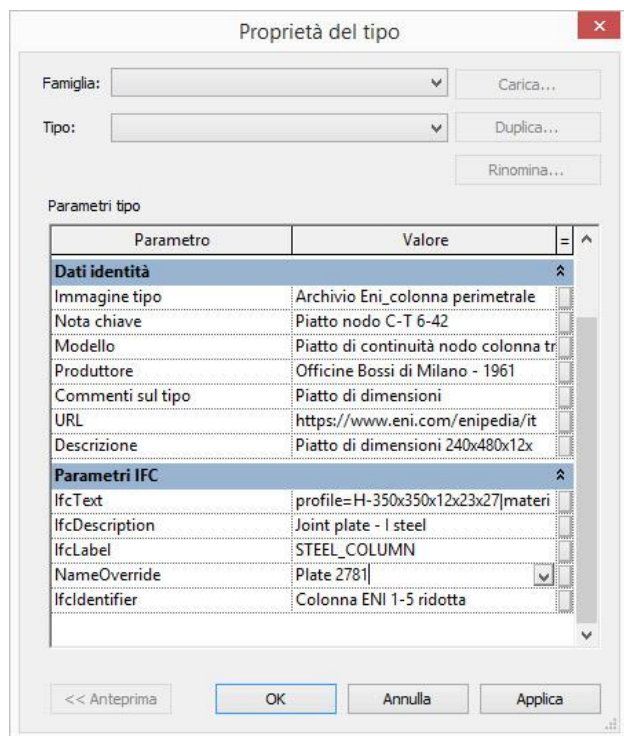 Proprietà del tipo
Famiglia: Carica...
Tipo: Duplica...
Rinomina...
Parametri tipo
Parametro Valore =
Dati identità
Immagine tipo Archivio Eni_colonna perimetrale
Nota chiave Piatto nodo C-T 6-42
Modello Piatto di continuità nodo colonna tr
Produttore Officine Bossi di Milano - 1961
Commenti sul tipo Piatto di dimensioni
URL https://www.eni.com/enipedia/it
Descrizione Piatto di dimensioni 240x480x12x
Parametri IFC
IfcText profile=H-350x350x12x23x27|materi
IfcDescription Joint plate - I steel
IfcLabel STEEL_COLUMN
NameOverride Plate 2781
IfcIdentifier Colonna ENI 1-5 ridotta
<< Anteprima OK Annulla Applica